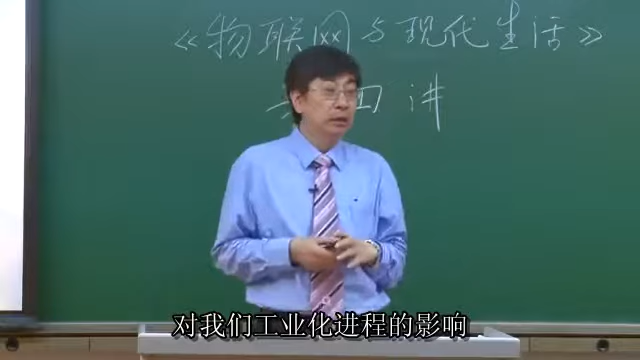 《物联网与现代生活》
四讲
对我们工业化进程的影响